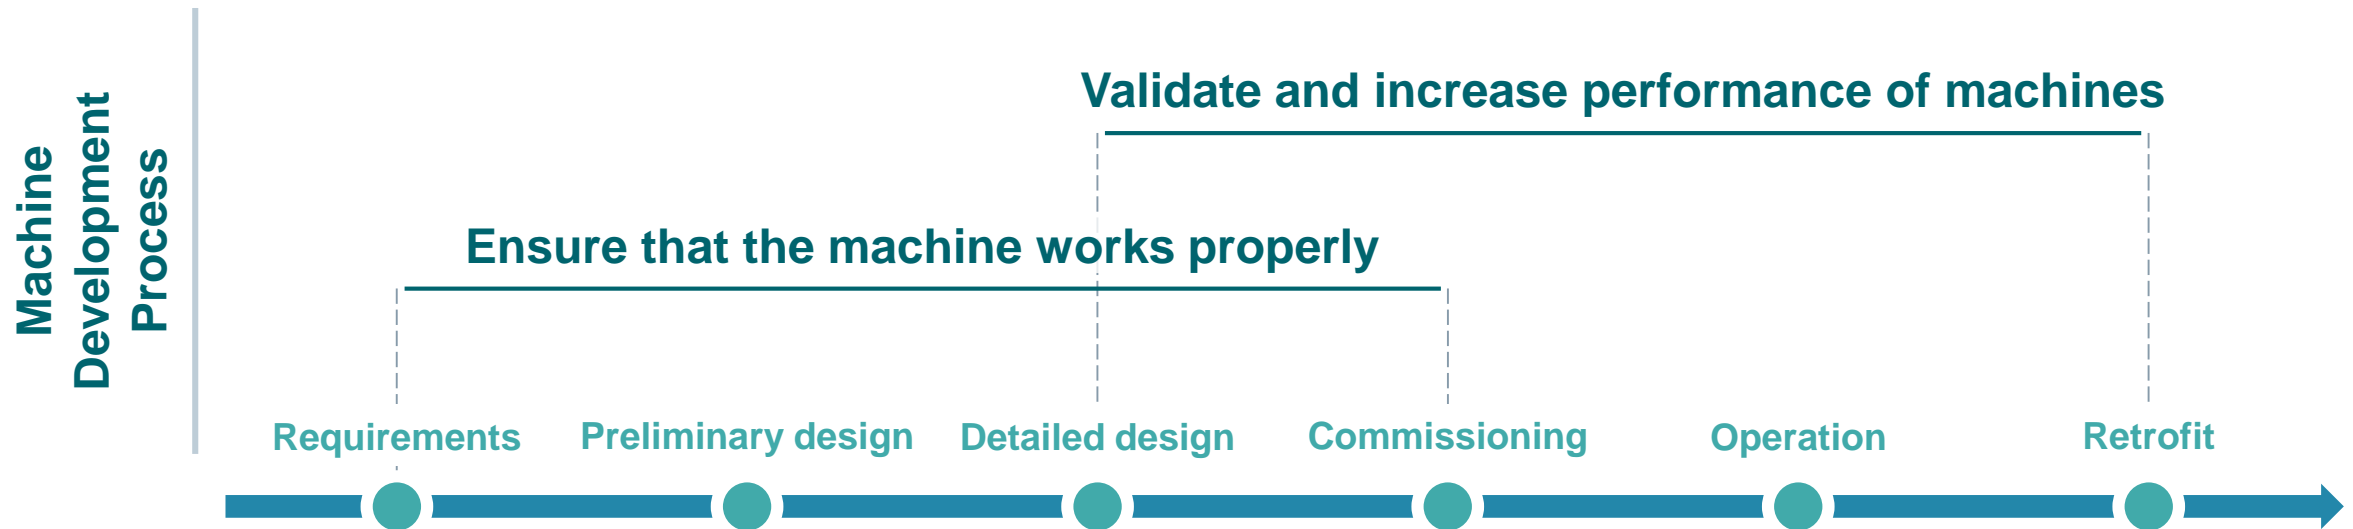 Machine
Development
Process
Validate and increase performance of machines
Ensure that the machine works properly
Requirements
Preliminary design
Detailed design
Commissioning
Operation
Retrofit